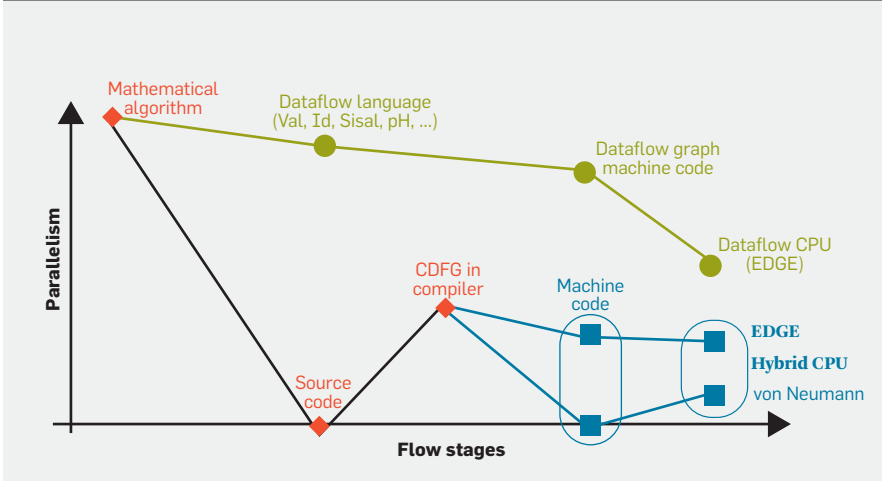 Mathematical
algorithm
Dataflow language
(Val, Id, Sisal, pH, ...)
Dataflow graph
machine code
Dataflow CPU
(EDGE)
Parallelism
CDFG in
compiler
Machine
code
EDGE
Hybrid CPU
von Neumann
Source
code
Flow stages